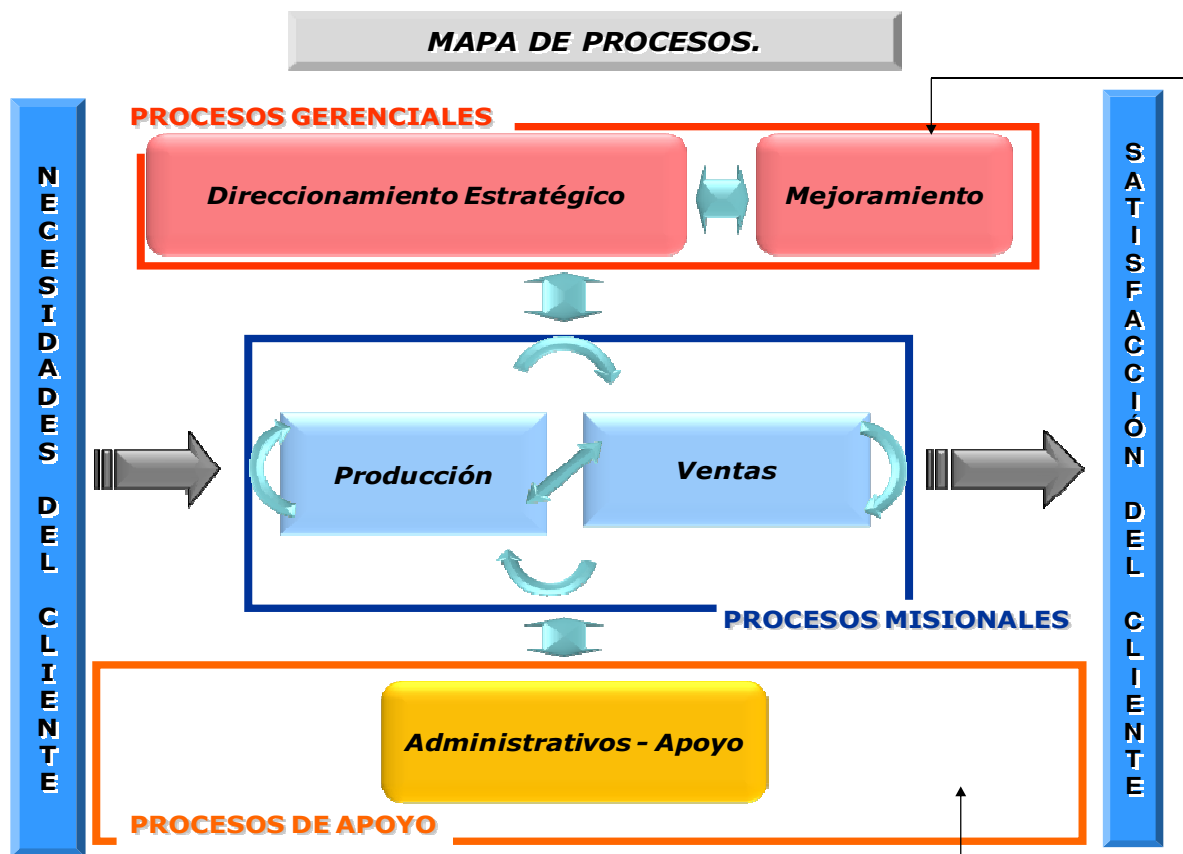 MAPA DE PROCESOS.
PROCESOS GERENCIALES
Direccionamiento Estratégico
Mejoramiento
NECESIDADES DEL CLIENTE
SATISFACCIÓN DEL CLIENTE
Producción
Ventas
PROCESOS MISIONALES
Administrativos - Apoyo
PROCESOS DE APOYO